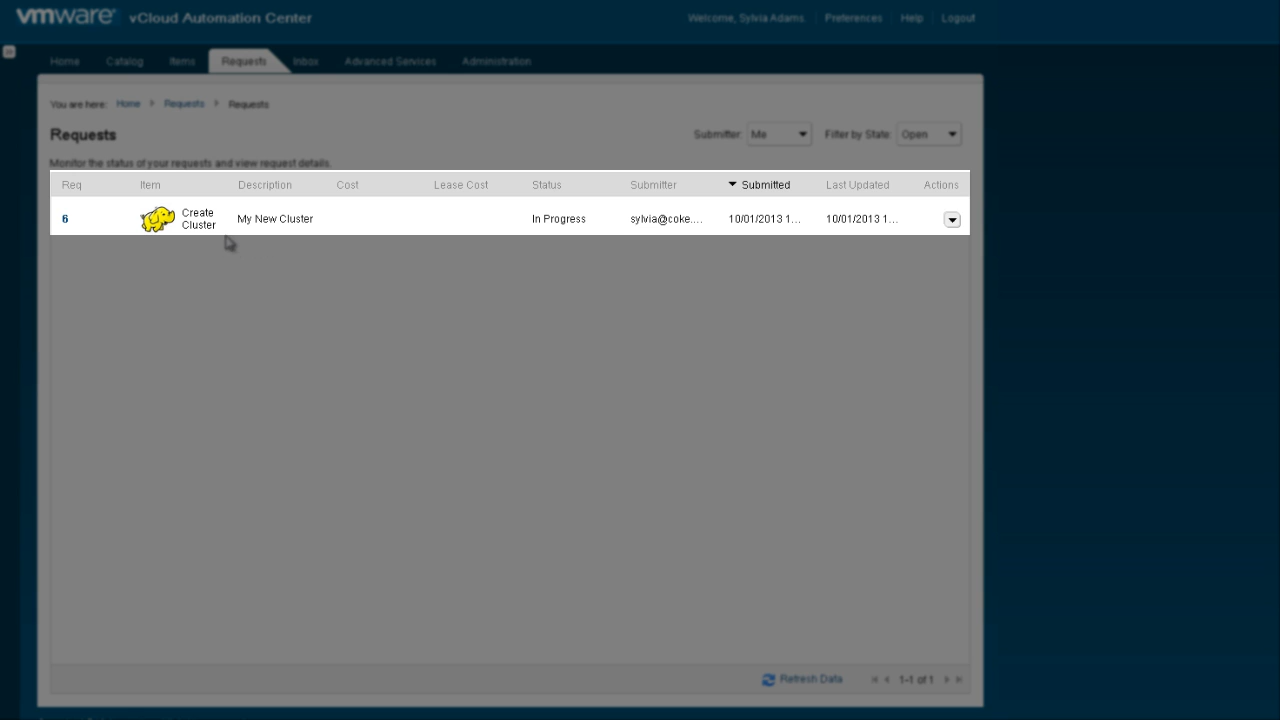 vmware® vCloud Automation Center
Welcome, Sylvia Adams. Preferences Help Logout
Home Catalog Items Requests Inbox Advanced Services Administration
You are here: Home > Requests > Requests
Requests
Submitter: Me Filter by State: Open
Monitor the status of your requests and view request details.
Req Item Description Cost Lease Cost Status Submitter Submitted Last Updated Actions
6 Create My New Cluster In Progress sylvia@coke.... 10/01/2013 1... 10/01/2013 1...
Cluster
Refresh Data 1-1 of 1